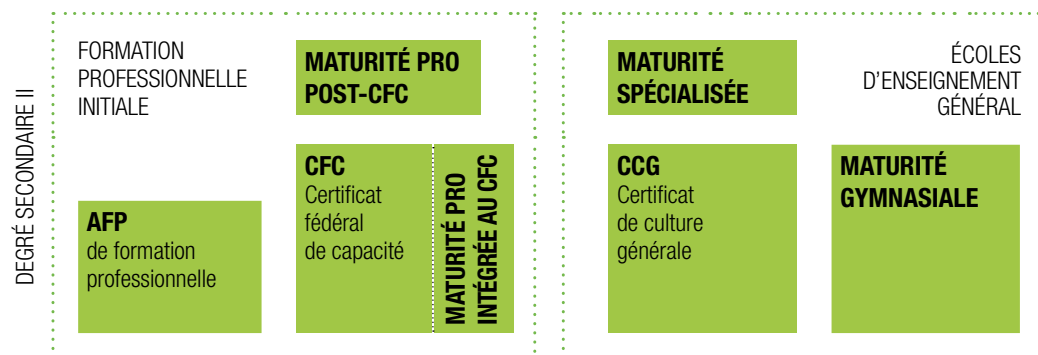 DEGRÉ SECONDAIRE II
FORMATION
PROFESSIONNELLE
INITIALE
MATURITÉ PRO
POST-CFC
AFP
de formation
professionnelle
CFC
Certificat
fédéral
de capacité
MATURITÉ PRO
INTÉGRÉE AU CFC
MATURITÉ
SPÉCIALISÉE
ÉCOLES
D’ENSEIGNEMENT
GÉNÉRAL
CCG
Certificat
de culture
générale
MATURITÉ
GYMNASIALE